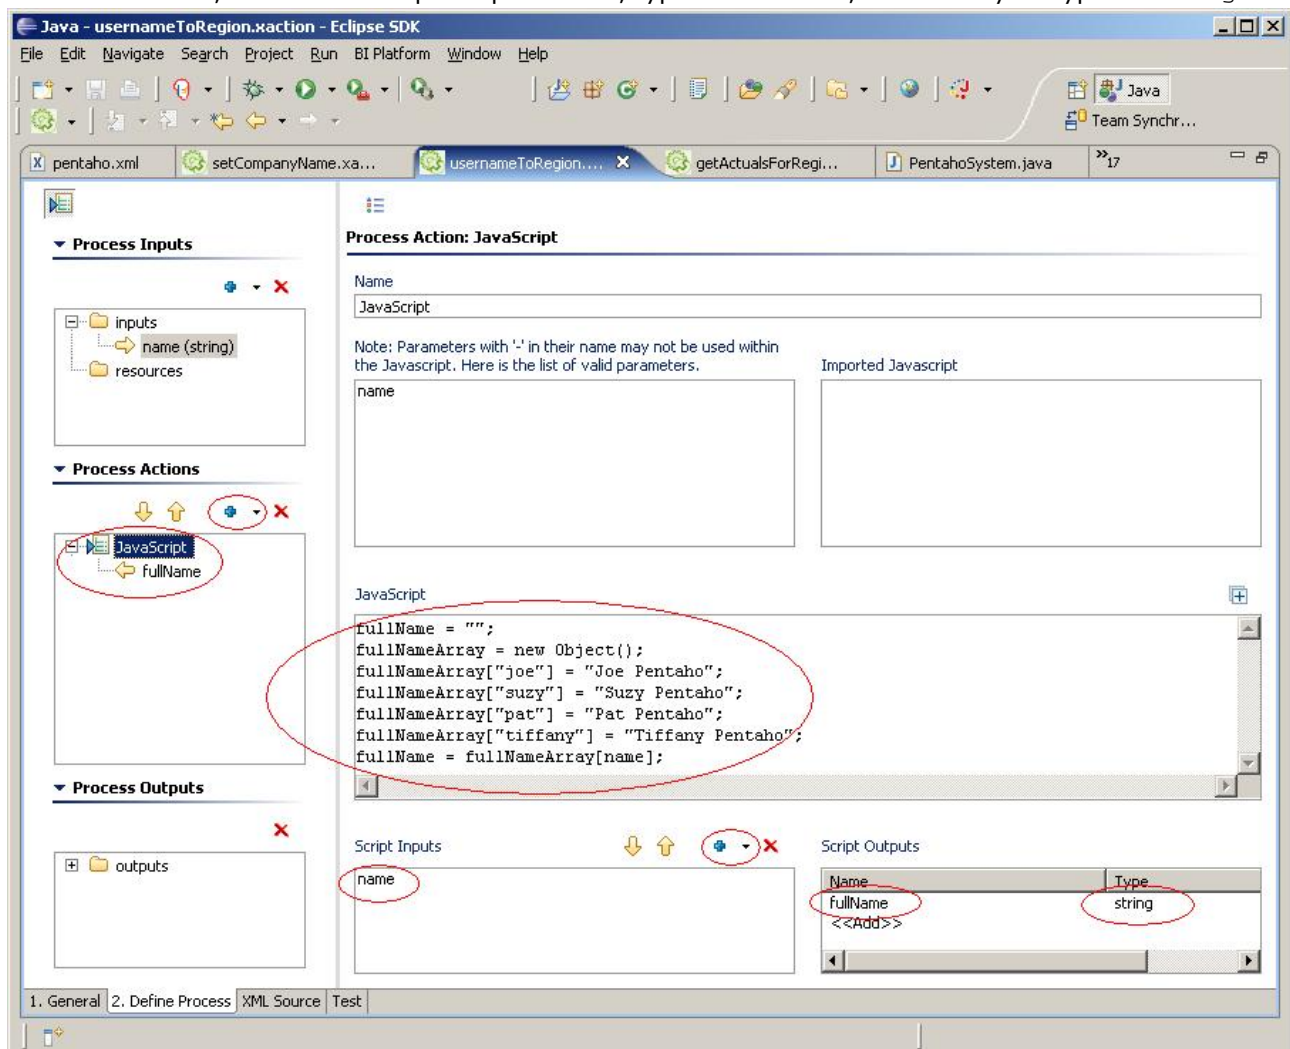 Java - usernameToRegion.xaction - Eclipse SDK
File Edit Navigate Search Project Run BI Platform Window Help
Java
Team Synchr...
pentaho.xml setCompanyName.xa... usernameToRegion.... getActualsForRegi... PentahoSystem.java »17
Process Inputs
inputs
name (string)
resources
Process Actions
JavaScript
fullName
Process Outputs
outputs
Process Action: JavaScript
Name
JavaScript
Note: Parameters with '-' in their name may not be used within
the Javascript. Here is the list of valid parameters.
name
Imported Javascript
JavaScript
fullName = "";
fullNameArray = new Object();
fullNameArray["joe"] = "Joe Pentaho";
fullNameArray["suzy"] = "Suzy Pentaho";
fullNameArray["pat"] = "Pat Pentaho";
fullNameArray["tiffany"] = "Tiffany Pentaho";
fullName = fullNameArray[name];
Script Inputs
name
Script Outputs
Name Type
fullName string
<<Add>>
1. General 2. Define Process XML Source Test